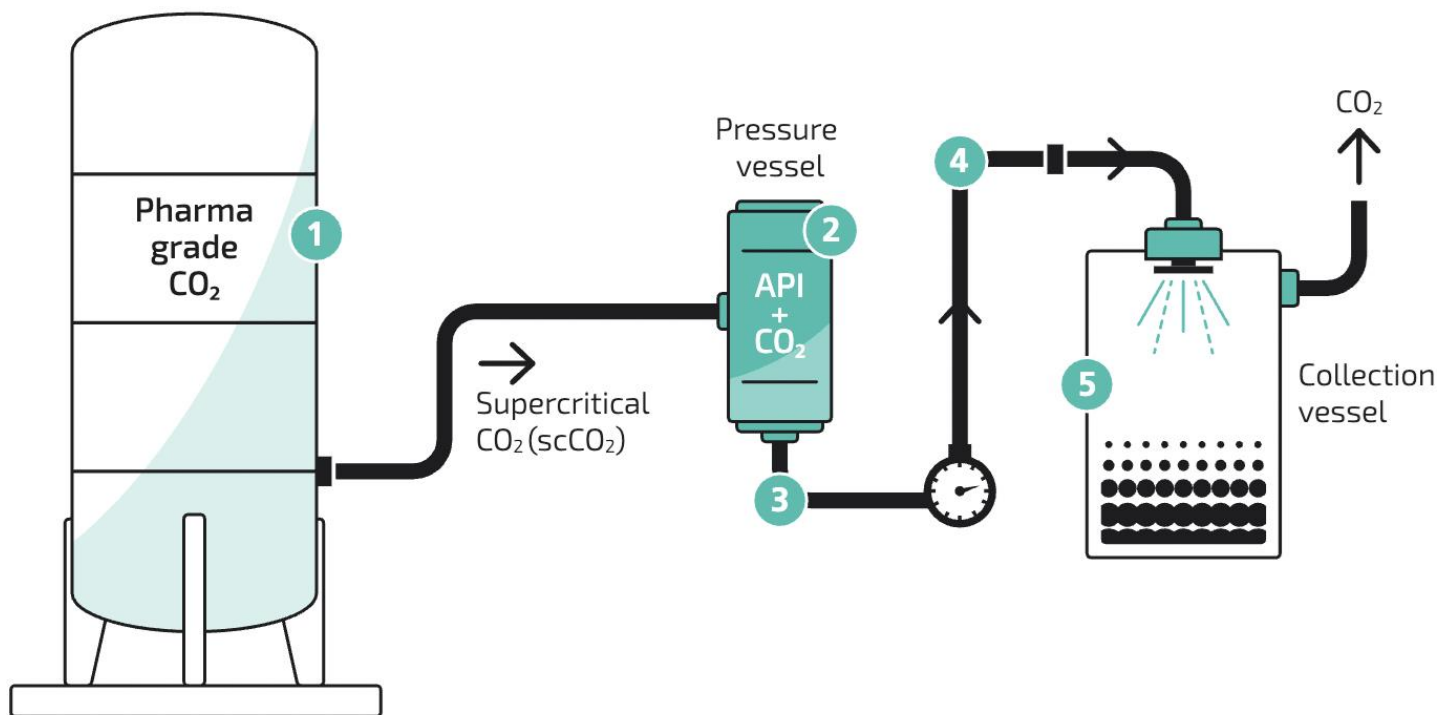 Pharma
grade
CO₂
1
Supercritical
CO₂ (scCO₂)
Pressure
vessel
2
API
+
CO₂
3
4
CO₂
5
Collection
vessel